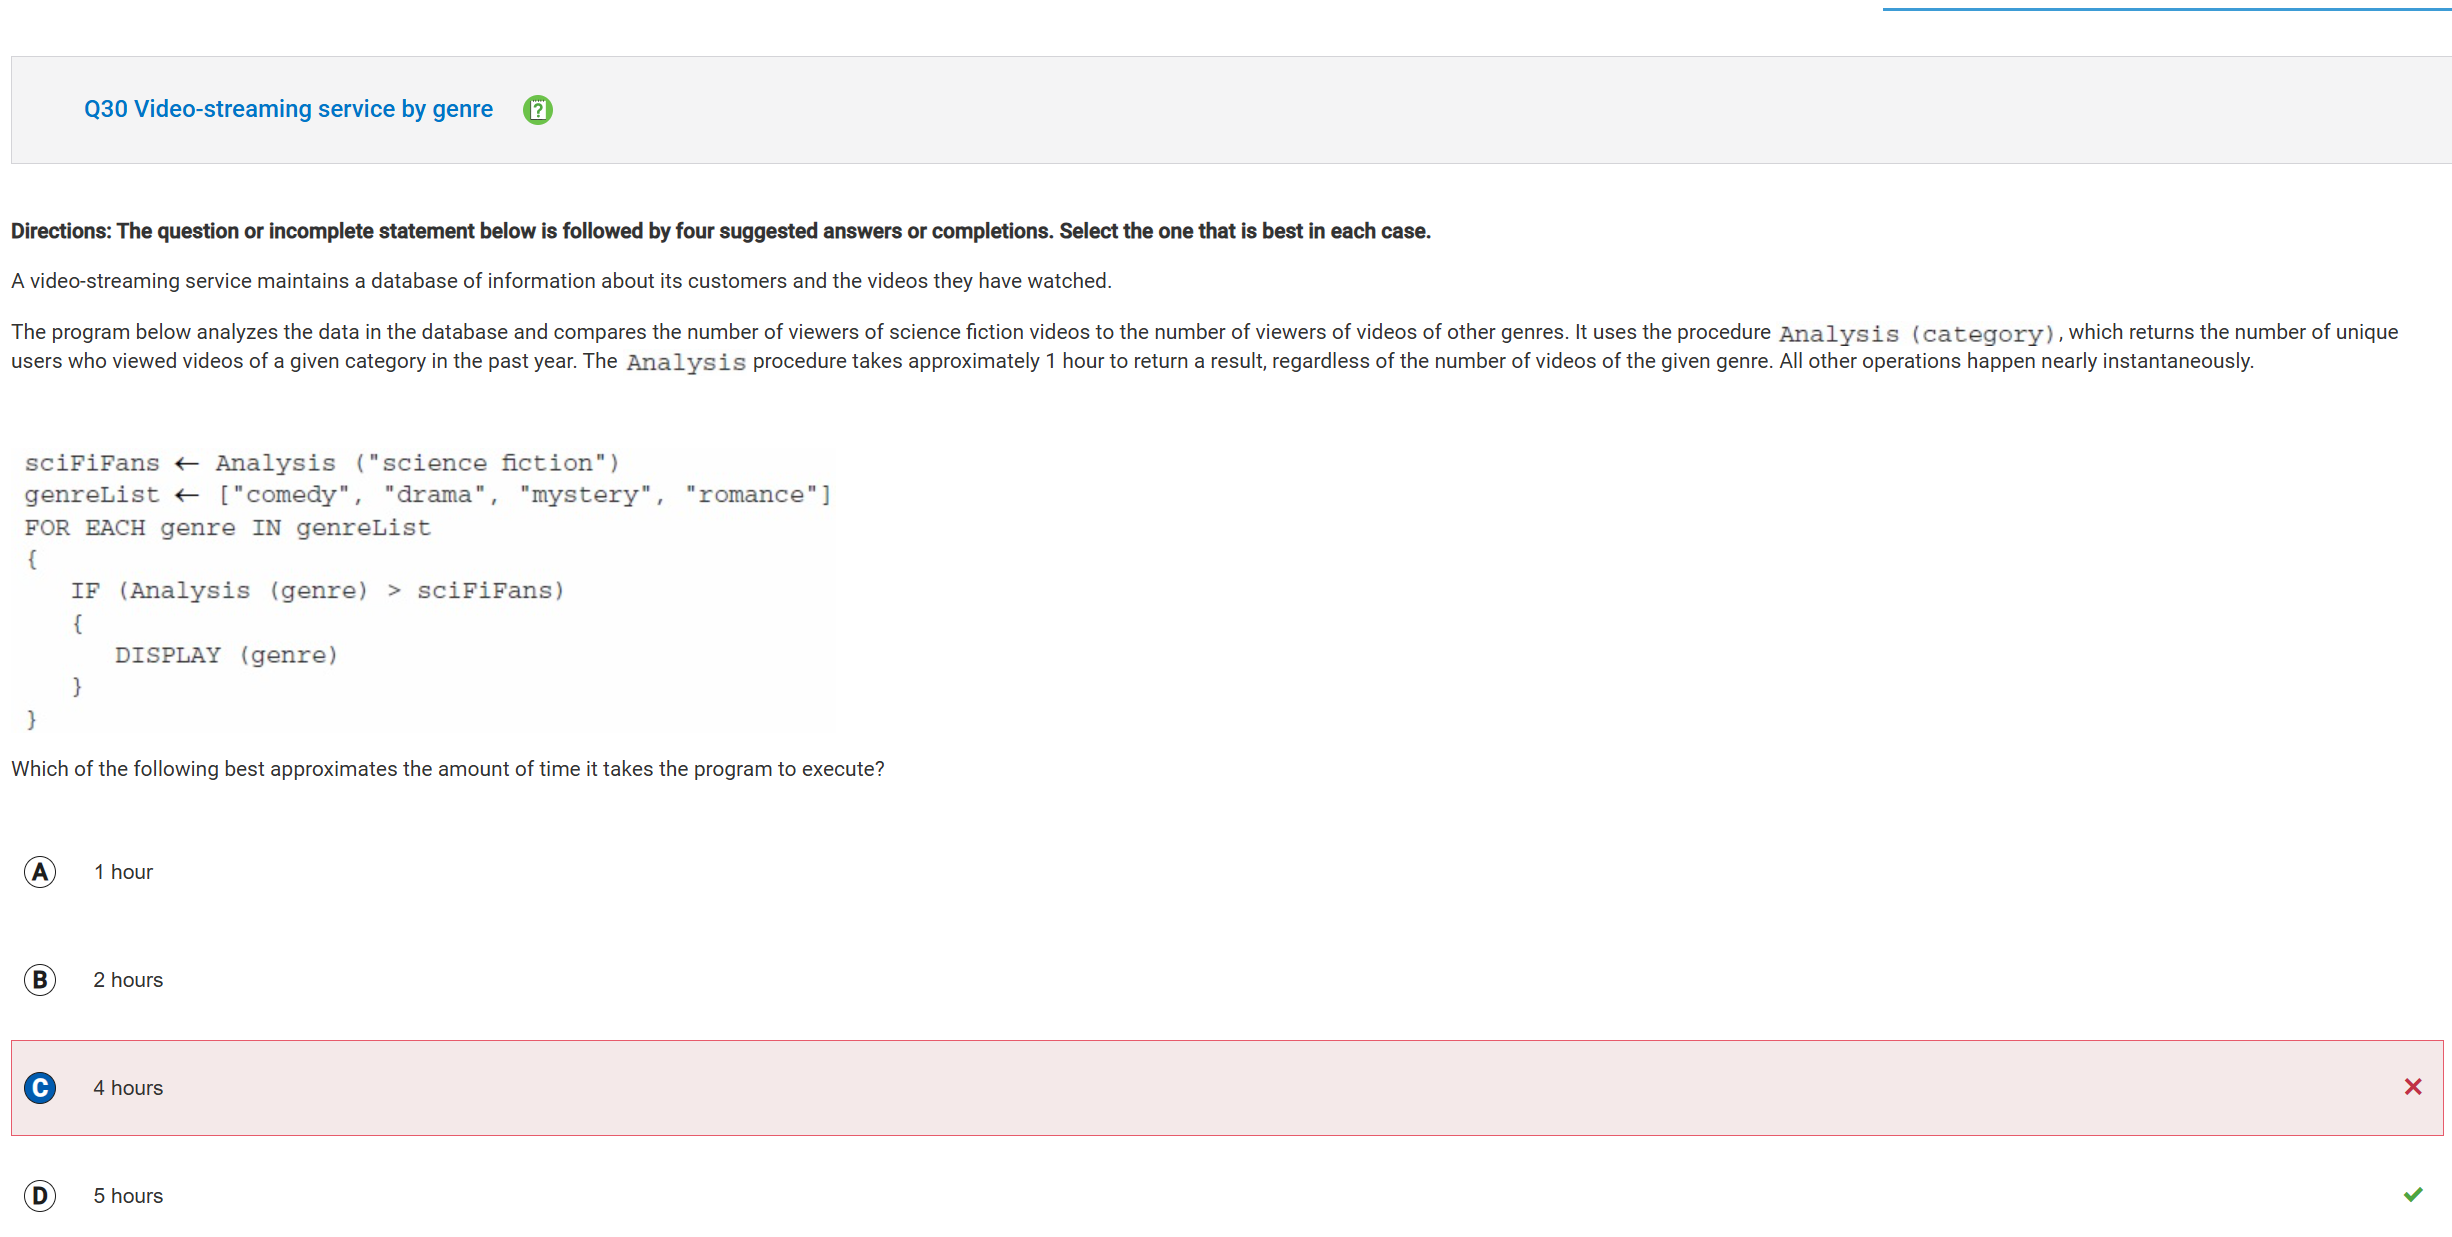 Q30 Video-streaming service by genre
Directions: The question or incomplete statement below is followed by four suggested answers or completions. Select the one that is best in each case.
A video-streaming service maintains a database of information about its customers and the videos they have watched.
The program below analyzes the data in the database and compares the number of viewers of science fiction videos to the number of viewers of videos of other genres. It uses the procedure Analysis (category), which returns the number of unique
users who viewed videos of a given category in the past year. The Analysis procedure takes approximately 1 hour to return a result, regardless of the number of videos of the given genre. All other operations happen nearly instantaneously.
sciFiFans ← Analysis ("science fiction")
genreList ← ["comedy", "drama", "mystery", "romance"]
FOR EACH genre IN genreList
{
IF (Analysis (genre) > sciFiFans)
{
DISPLAY (genre)
}
}
Which of the following best approximates the amount of time it takes the program to execute?
A 1 hour
B 2 hours
C 4 hours
D 5 hours